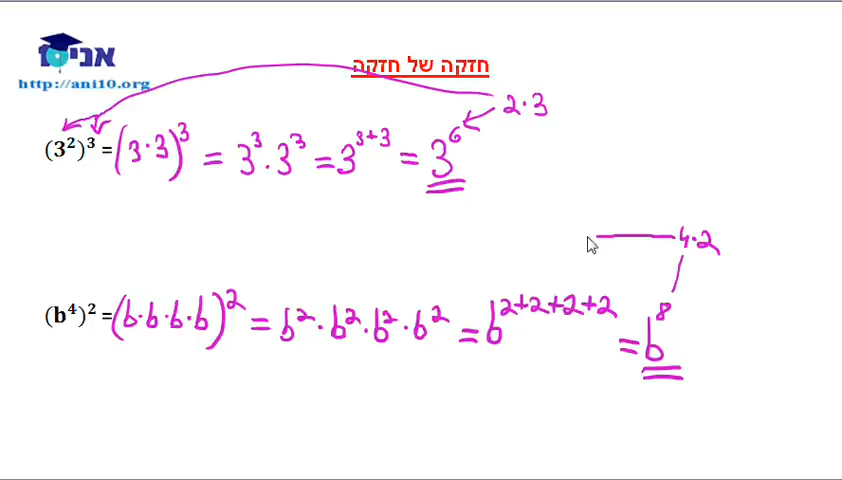 אניסו
http://ani10.org
חזקה של חזקה
2·3
(3²)³ = (3·3)³ = 3³·3³ = 3³⁺³ = 3⁶
4·2
(b⁴)² = (b·b·b·b)² = b²·b²·b²·b² = b²⁺²⁺²⁺² = b⁸